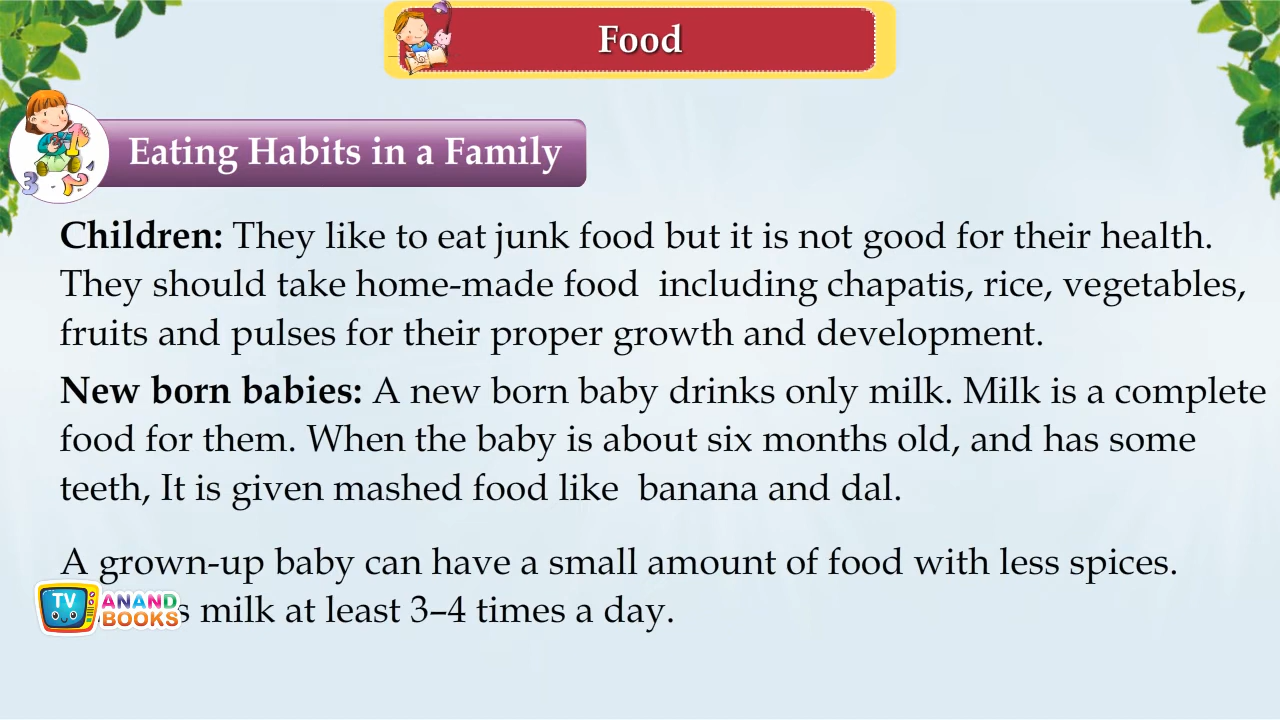 Food
Eating Habits in a Family
Children: They like to eat junk food but it is not good for their health.
They should take home-made food including chapatis, rice, vegetables,
fruits and pulses for their proper growth and development.
New born babies: A new born baby drinks only milk. Milk is a complete
food for them. When the baby is about six months old, and has some
teeth, It is given mashed food like banana and dal.
A grown-up baby can have a small amount of food with less spices.
milk at least 3–4 times a day.
TV ANAND
BOOKS